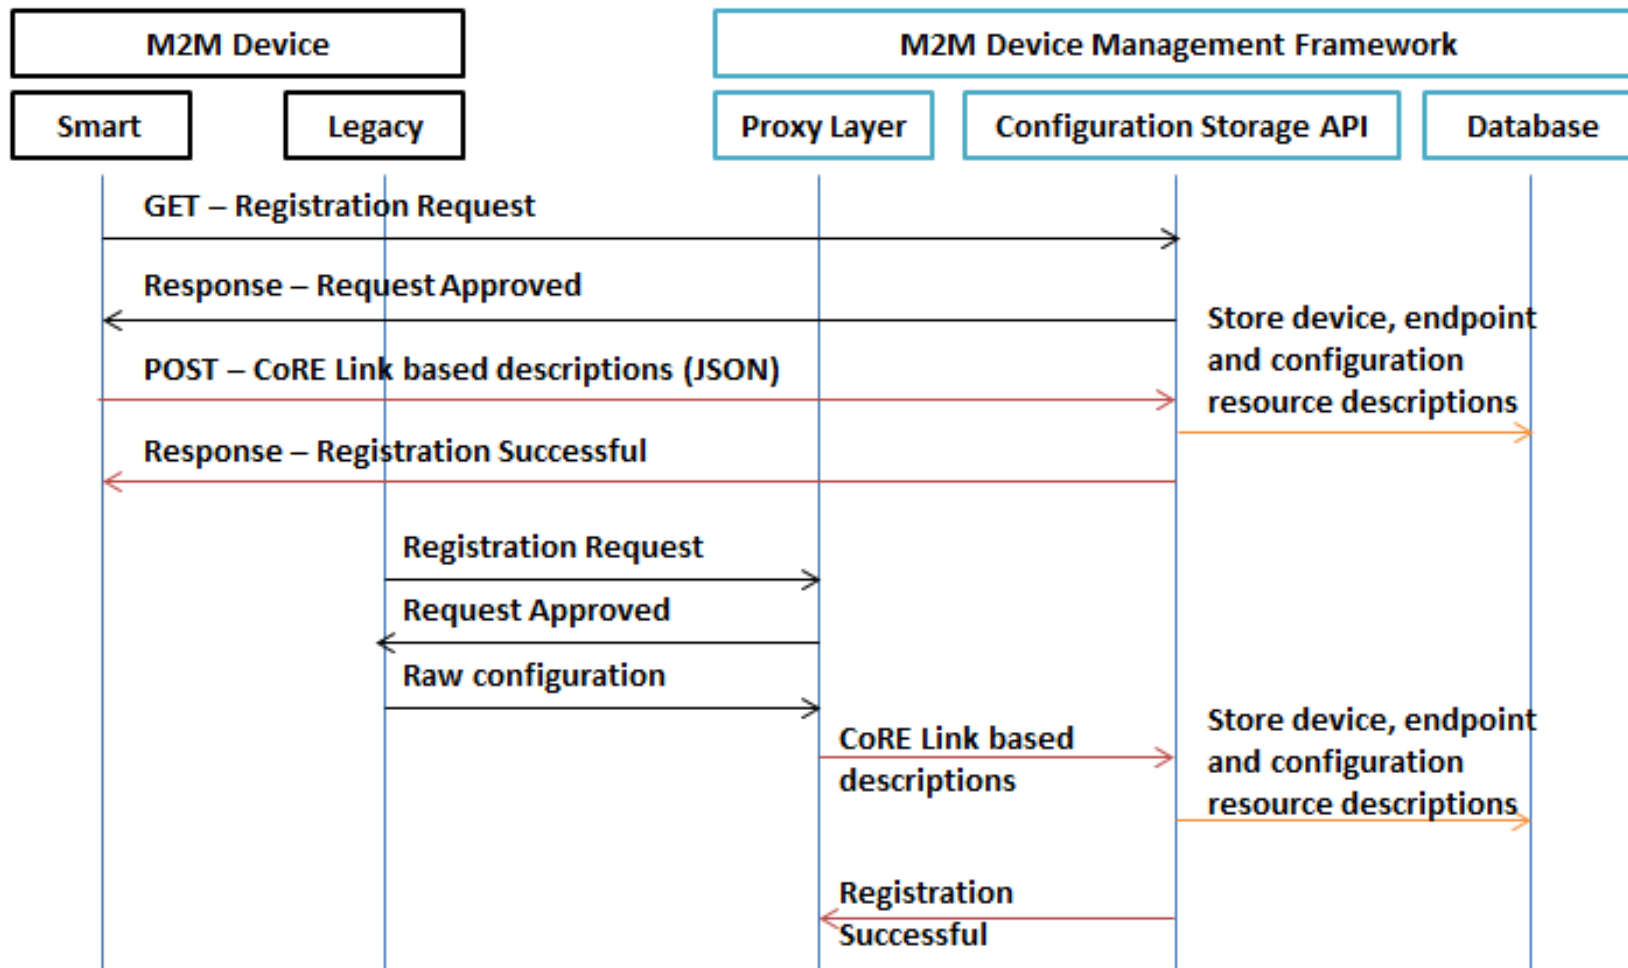 M2M Device
M2M Device Management Framework
Smart
Legacy
Proxy Layer
Configuration Storage API
Database
GET – Registration Request
Response – Request Approved
Store device, endpoint
and configuration
resource descriptions
POST – CoRE Link based descriptions (JSON)
Response – Registration Successful
Registration Request
Request Approved
Raw configuration
CoRE Link based
descriptions
Store device, endpoint
and configuration
resource descriptions
Registration
Successful